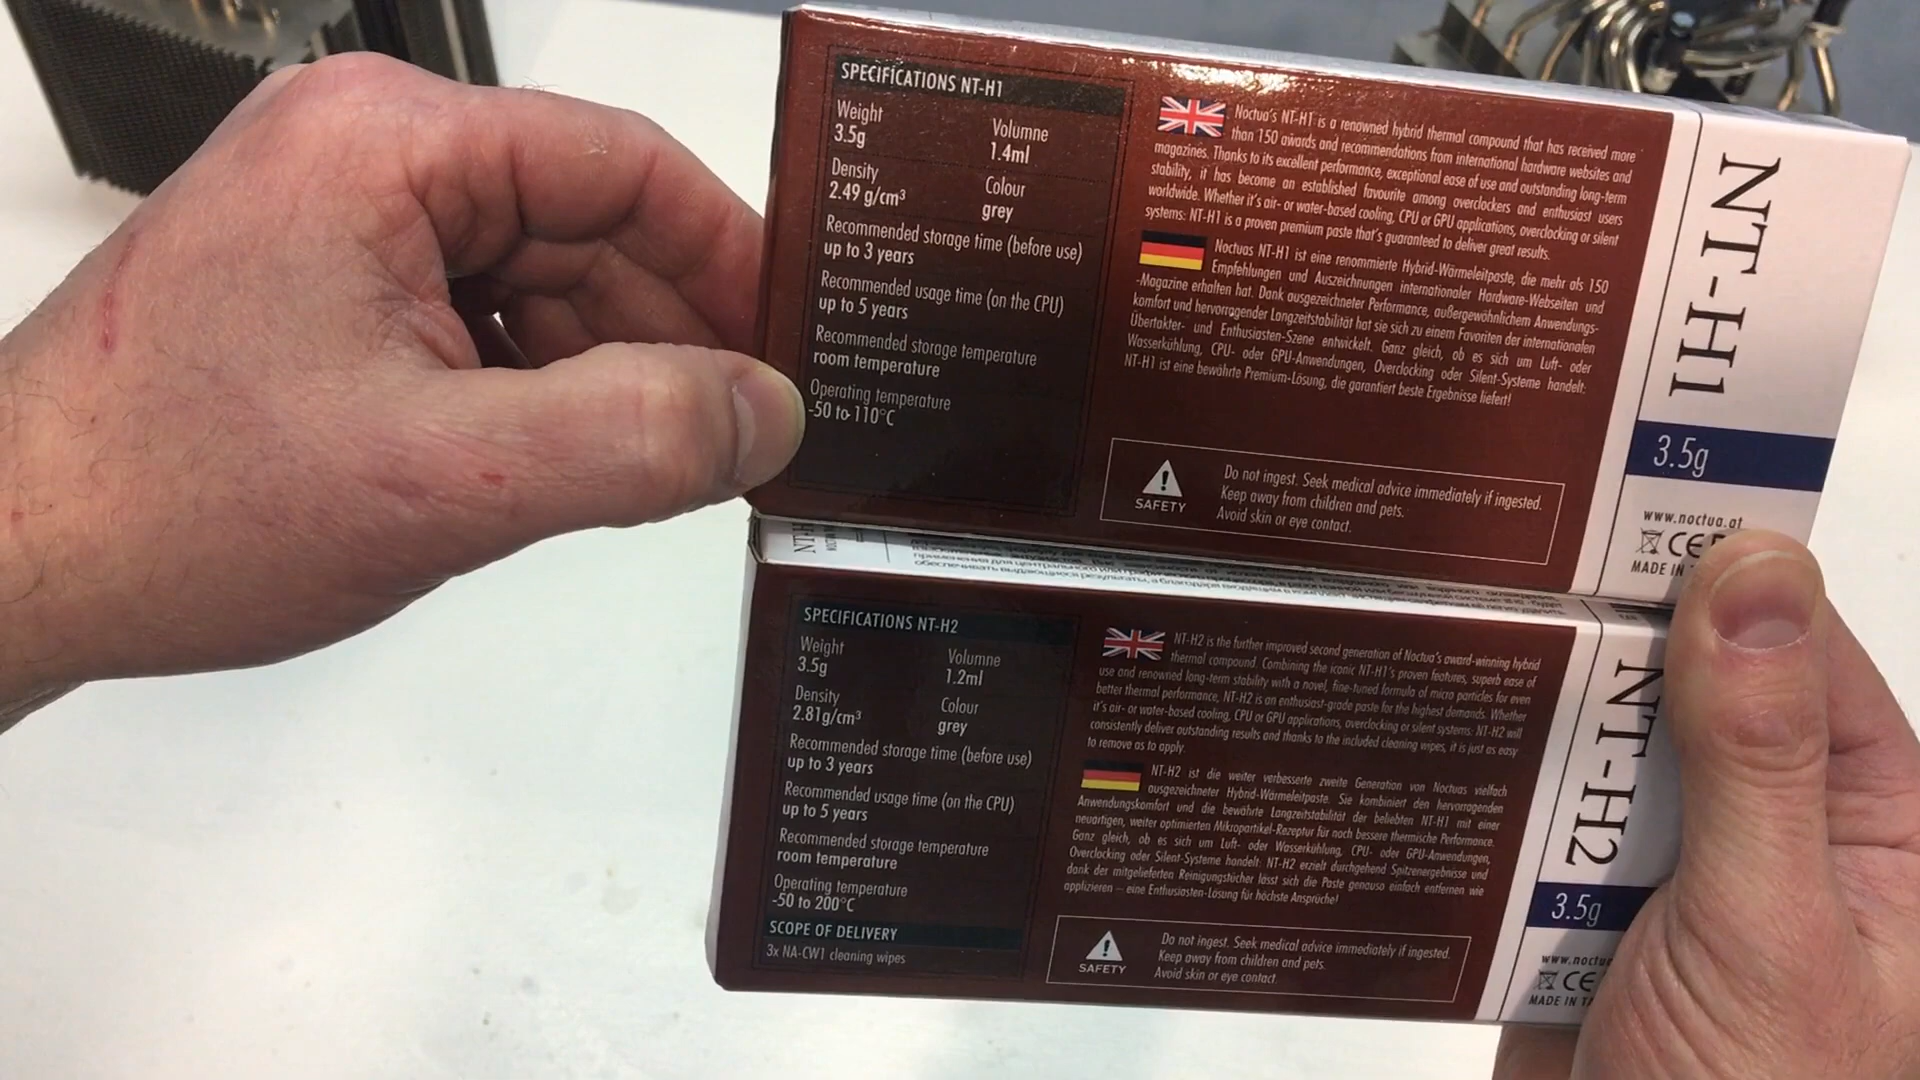 SPECIFICATIONS NT-H1
Weight
3.5g
Volumne
1.4ml
Density
2.49 g/cm³
Colour
grey
Recommended storage time (before use)
up to 3 years
Recommended usage time (on the CPU)
up to 5 years
Recommended storage temperature
room temperature
Operating temperature
-50 to 110°C
Noctua's NT-H1 is a renowned hybrid thermal compound that has received more
than 150 awards and recommendations from international hardware websites and
magazines. Thanks to its excellent performance, exceptional ease of use and outstanding long-term
stability, it has become an established favourite among overclockers and enthusiast users
worldwide. Whether it's air- or water-based cooling, CPU or GPU applications, overclocking or silent
systems: NT-H1 is a proven premium paste that's guaranteed to deliver great results.
Noctuas NT-H1 ist eine renommierte Hybrid-Wärmeleitpaste, die mehr als 150
Empfehlungen und Auszeichnungen internationaler Hardware-Webseiten und
-Magazine erhalten hat. Dank ausgezeichneter Performance, außergewöhnlichem Anwendungs-
komfort und hervorragender Langzeitstabilität hat sie sich zu einem Favoriten der internationalen
Übertakter- und Enthusiasten-Szene entwickelt. Ganz gleich, ob es sich um Luft- oder
Wasserkühlung, CPU- oder GPU-Anwendungen, Overclocking oder Silent-Systeme handelt:
NT-H1 ist eine bewährte Premium-Lösung, die garantiert beste Ergebnisse liefert!
SAFETY
Do not ingest. Seek medical advice immediately if ingested.
Keep away from children and pets.
Avoid skin or eye contact.
NT-H1
3.5g
www.noctua.at
CE
MADE IN
SPECIFICATIONS NT-H2
Weight
3.5g
Volumne
1.2ml
Density
2.81g/cm³
Colour
grey
Recommended storage time (before use)
up to 3 years
Recommended usage time (on the CPU)
up to 5 years
Recommended storage temperature
room temperature
Operating temperature
-50 to 200°C
SCOPE OF DELIVERY
3x NA-CW1 cleaning wipes
NT-H2 is the further improved second generation of Noctua's award-winning hybrid
thermal compound. Combining the iconic NT-H1's proven features, superb ease of
use and renowned long-term stability with a novel, fine-tuned formula of micro particles for even
better thermal performance, NT-H2 is an enthusiast-grade paste for the highest demands. Whether
it's air- or water-based cooling, CPU or GPU applications, overclocking or silent systems: NT-H2 will
consistently deliver outstanding results and thanks to the included cleaning wipes, it is just as easy
to remove as to apply.
NT-H2 ist die weiter verbesserte zweite Generation von Noctuas vielfach
ausgezeichneter Hybrid-Wärmeleitpaste. Sie kombiniert den hervorragenden
Anwendungskomfort und die bewährte Langzeitstabilität der beliebten NT-H1 mit einer
neuartigen, weiter optimierten Mikropartikel-Rezeptur für noch bessere thermische Performance.
Ganz gleich, ob es sich um Luft- oder Wasserkühlung, CPU- oder GPU-Anwendungen,
Overclocking oder Silent-Systeme handelt: NT-H2 erzielt durchgehend Spitzenergebnisse und
dank der mitgelieferten Reinigungstücher lässt sich die Paste genauso einfach entfernen wie
applizieren – eine Enthusiasten-Lösung für höchste Ansprüche!
SAFETY
Do not ingest. Seek medical advice immediately if ingested.
Keep away from children and pets.
Avoid skin or eye contact.
NT-H2
3.5g
www.noctu
CE
MADE IN